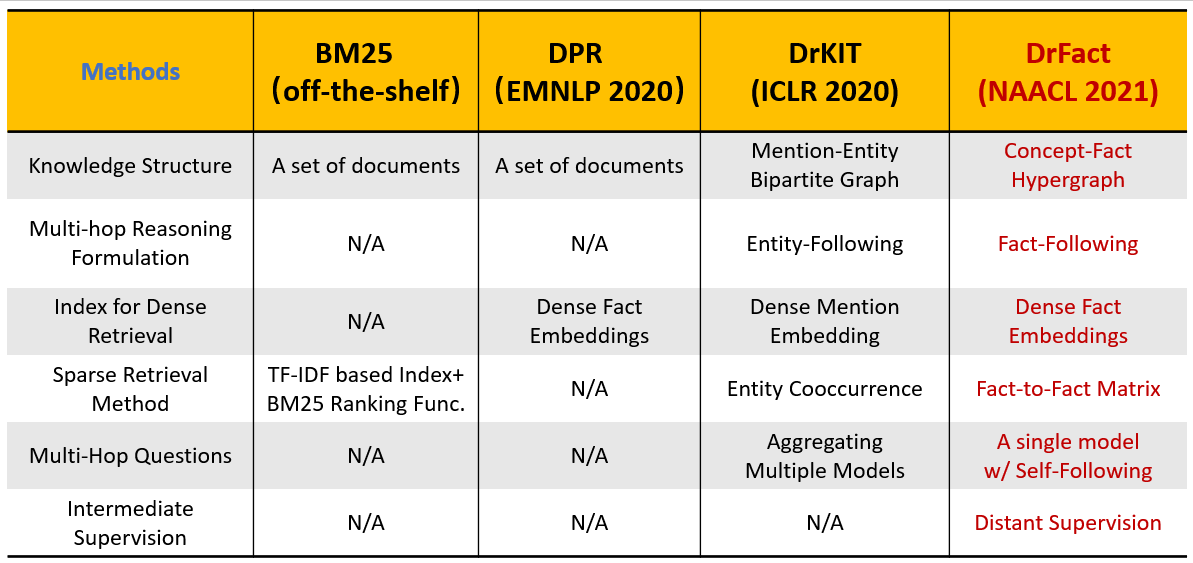 Methods
BM25
(off-the-shelf)
DPR
(EMNLP 2020)
DrKIT
(ICLR 2020)
DrFact
(NAACL 2021)
Knowledge Structure
A set of documents
A set of documents
Mention-Entity
Bipartite Graph
Concept-Fact
Hypergraph
Multi-hop Reasoning
Formulation
N/A
N/A
Entity-Following
Fact-Following
Index for Dense
Retrieval
N/A
Dense Fact
Embeddings
Dense Mention
Embedding
Dense Fact
Embeddings
Sparse Retrieval
Method
TF-IDF based Index+
BM25 Ranking Func.
N/A
Entity Cooccurrence
Fact-to-Fact Matrix
Multi-Hop Questions
N/A
N/A
Aggregating
Multiple Models
A single model
w/ Self-Following
Intermediate
Supervision
N/A
N/A
N/A
Distant Supervision